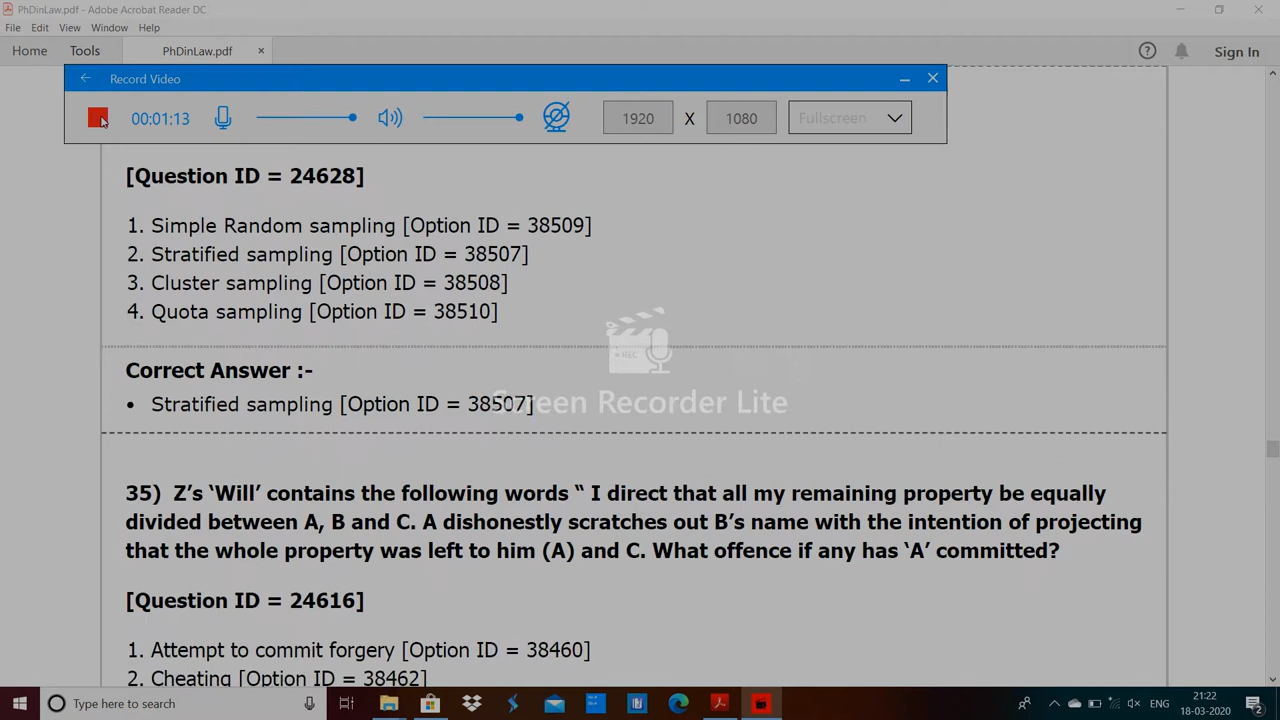 PhDinLaw.pdf - Adobe Acrobat Reader DC
File Edit View Window Help
Home Tools PhDinLaw.pdf × ? Sign In
Record Video
00:01:13 1920 X 1080 Fullscreen
[Question ID = 24628]
1. Simple Random sampling [Option ID = 38509]
2. Stratified sampling [Option ID = 38507]
3. Cluster sampling [Option ID = 38508]
4. Quota sampling [Option ID = 38510]
REC
Correct Answer :-
• Stratified sampling [Option ID = 38507]
Screen Recorder Lite
35) Z’s ‘Will’ contains the following words “ I direct that all my remaining property be equally
divided between A, B and C. A dishonestly scratches out B’s name with the intention of projecting
that the whole property was left to him (A) and C. What offence if any has ‘A’ committed?
[Question ID = 24616]
1. Attempt to commit forgery [Option ID = 38460]
2. Cheating [Option ID = 38462]
Type here to search
ENG
21:22
18-03-2020
2